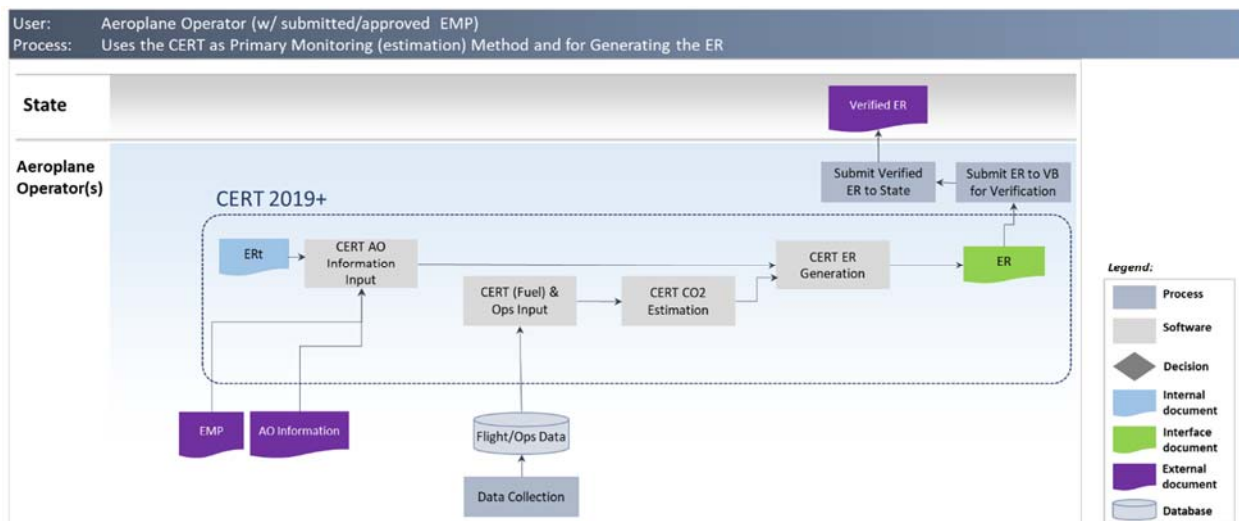 User: Aeroplane Operator (w/ submitted/approved EMP)
Process: Uses the CERT as Primary Monitoring (estimation) Method and for Generating the ER
State
Verified ER
Aeroplane
Operator(s)
Submit Verified
ER to State
Submit ER to VB
for Verification
CERT 2019+
ERt
CERT AO
Information
Input
CERT ER
Generation
ER
CERT (Fuel) &
Ops Input
CERT CO2
Estimation
EMP
AO Information
Flight/Ops Data
Data Collection
Legend:
Process
Software
Decision
Internal
document
Interface
document
External
document
Database